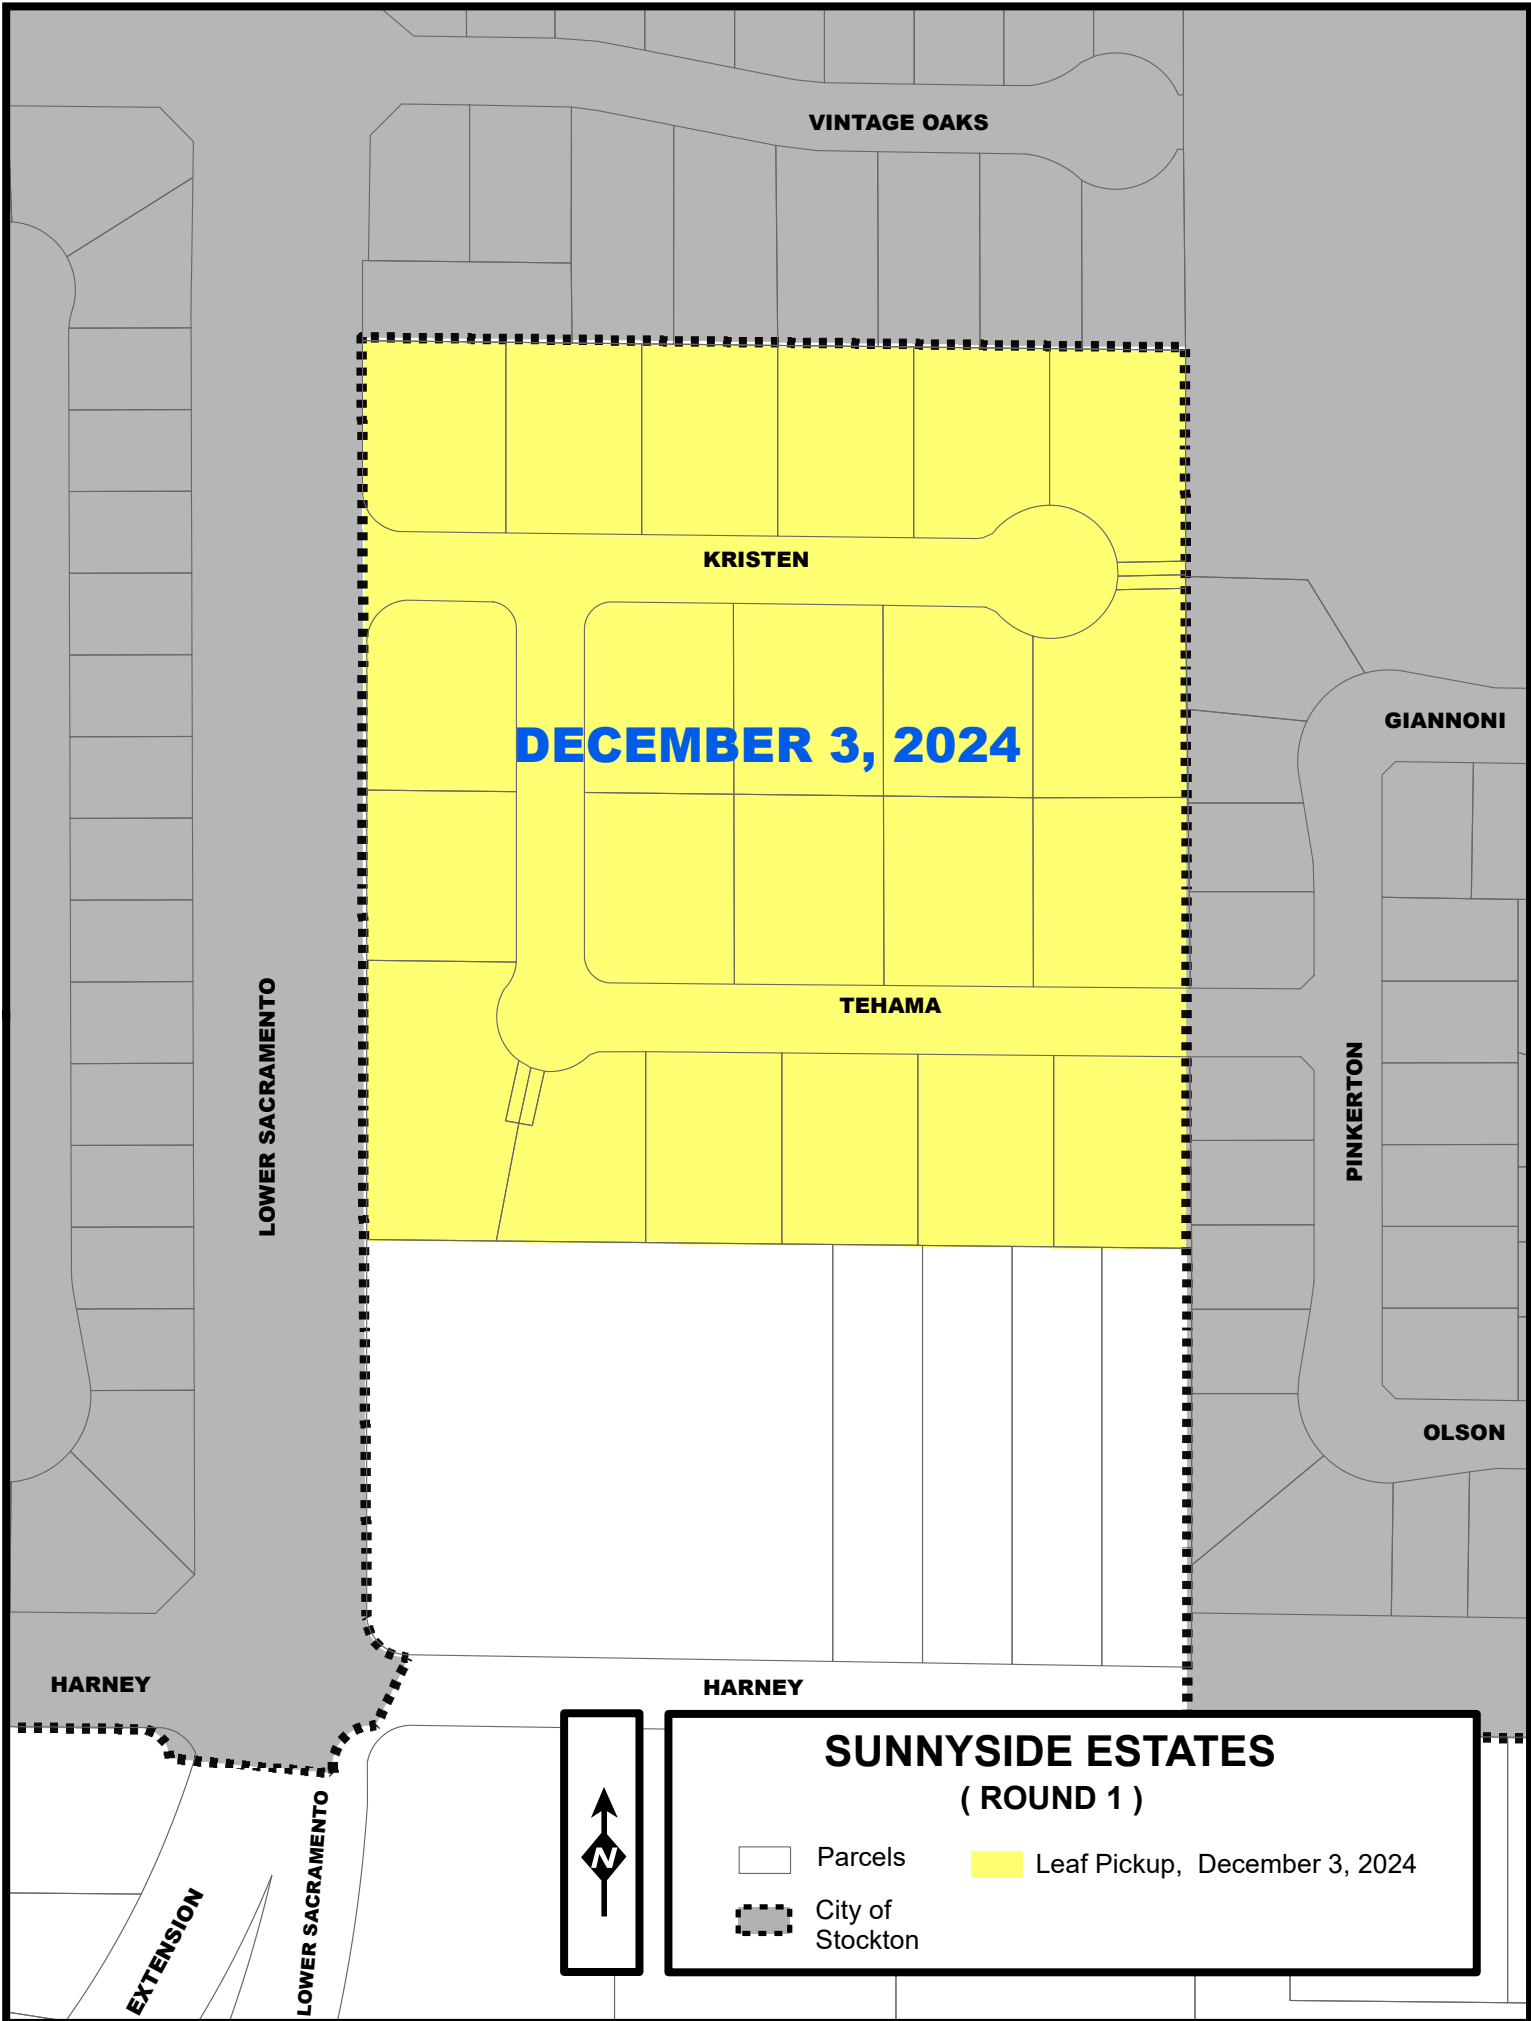 VINTAGE OAKS
KRISTEN
GIANNONI
DECEMBER 3, 2024
TEHAMA
LOWER SACRAMENTO
PINKERTON
OLSON
HARNEY
HARNEY
LOWER SACRAMENTO
EXTENSION
N
SUNNYSIDE ESTATES
( ROUND 1 )
Parcels
Leaf Pickup, December 3, 2024
City of
Stockton